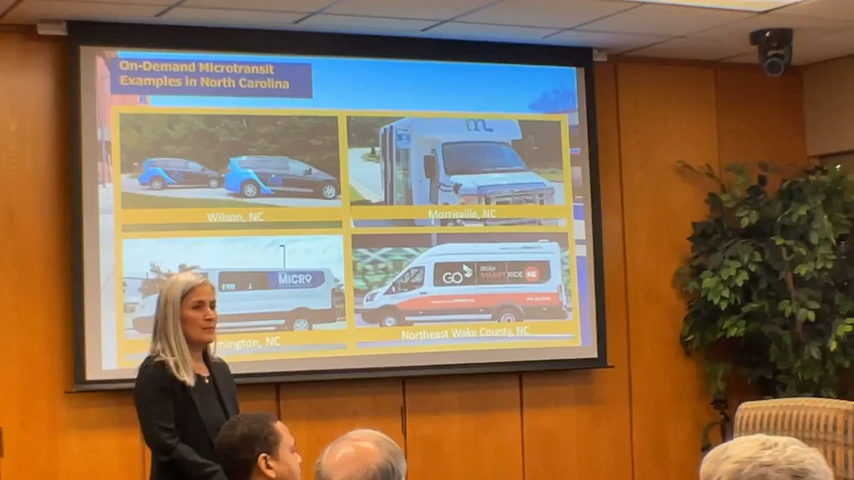 On-Demand Microtransit
Examples in North Carolina
m
Wilson, NC
Morrisville, NC
MICRO
GO
Wake
SMART RIDE NE
mington, NC
Northeast Wake County, NC